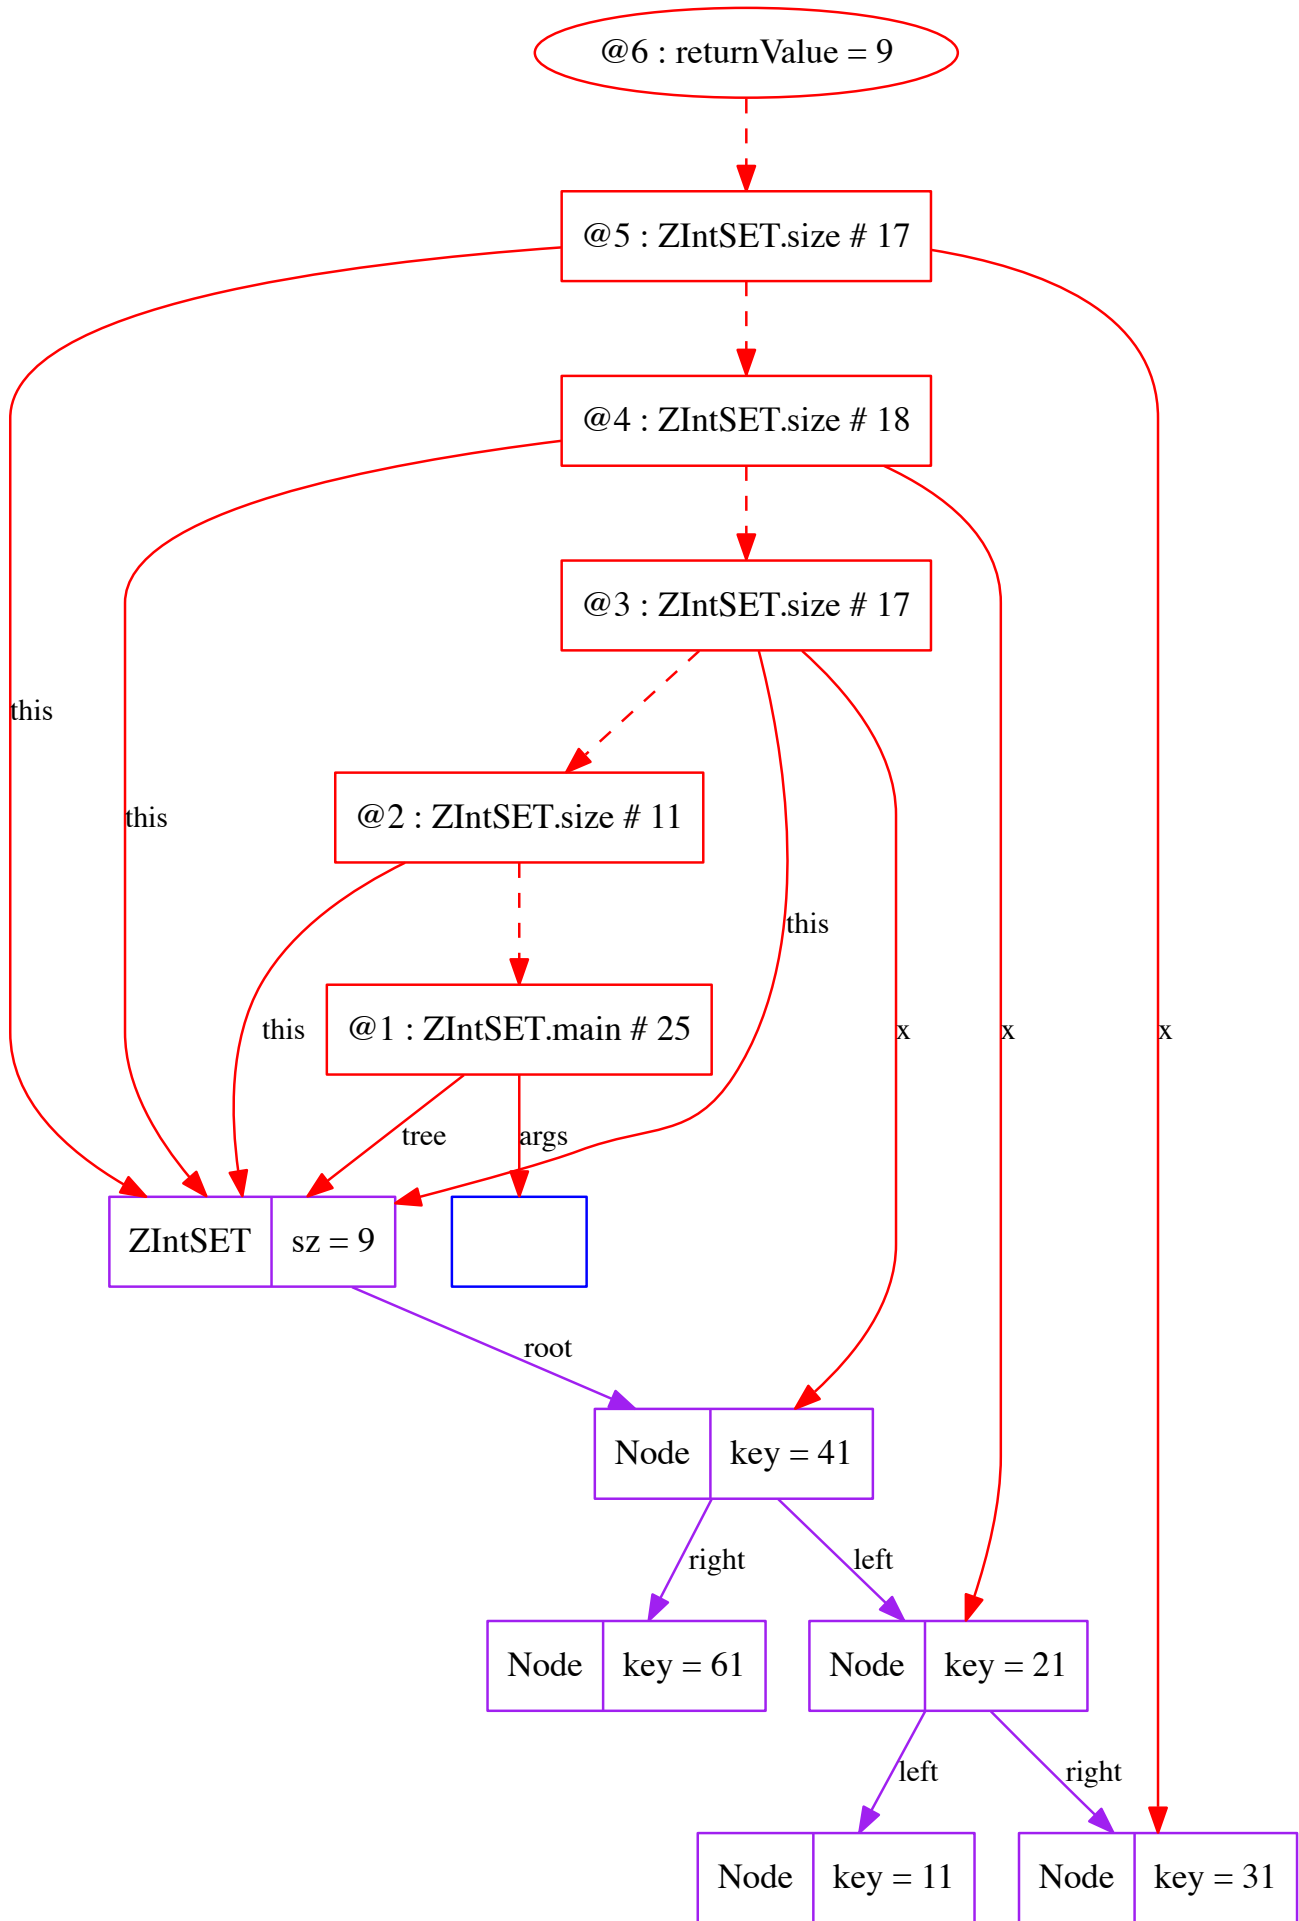 @6 : returnValue = 9
@5 : ZIntSET.size # 17
@4 : ZIntSET.size # 18
@3 : ZIntSET.size # 17
this
@2 : ZIntSET.size # 11
this
this
@1 : ZIntSET.main # 25
this
x
x
x
tree
args
ZIntSET
sz = 9
root
Node
key = 41
right
left
Node
key = 61
Node
key = 21
left
right
Node
key = 11
Node
key = 31